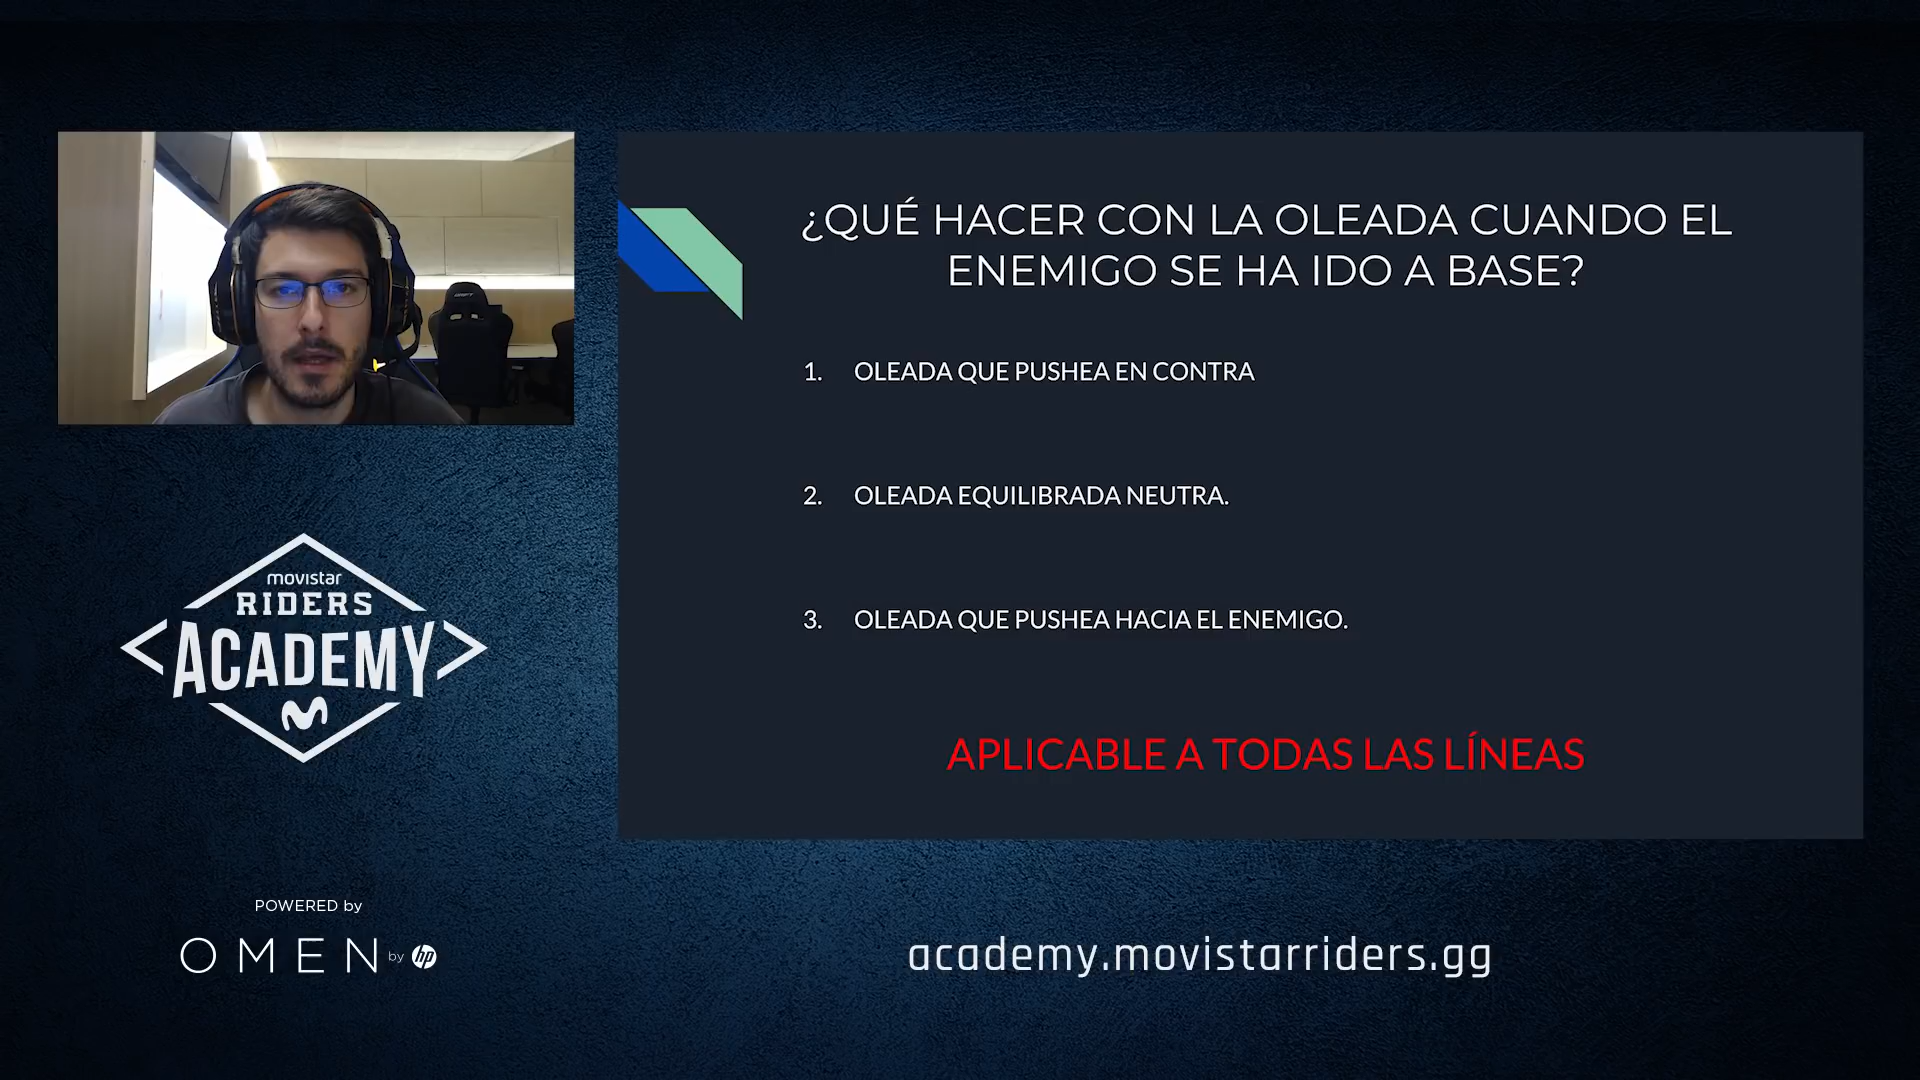 ¿QUÉ HACER CON LA OLEADA CUANDO EL
ENEMIGO SE HA IDO A BASE?
1. OLEADA QUE PUSHEA EN CONTRA
2. OLEADA EQUILIBRADA NEUTRA.
3. OLEADA QUE PUSHEA HACIA EL ENEMIGO.
APLICABLE A TODAS LAS LÍNEAS
movistar
RIDERS
ACADEMY
POWERED by
OMEN by hp
academy.movistarriders.gg